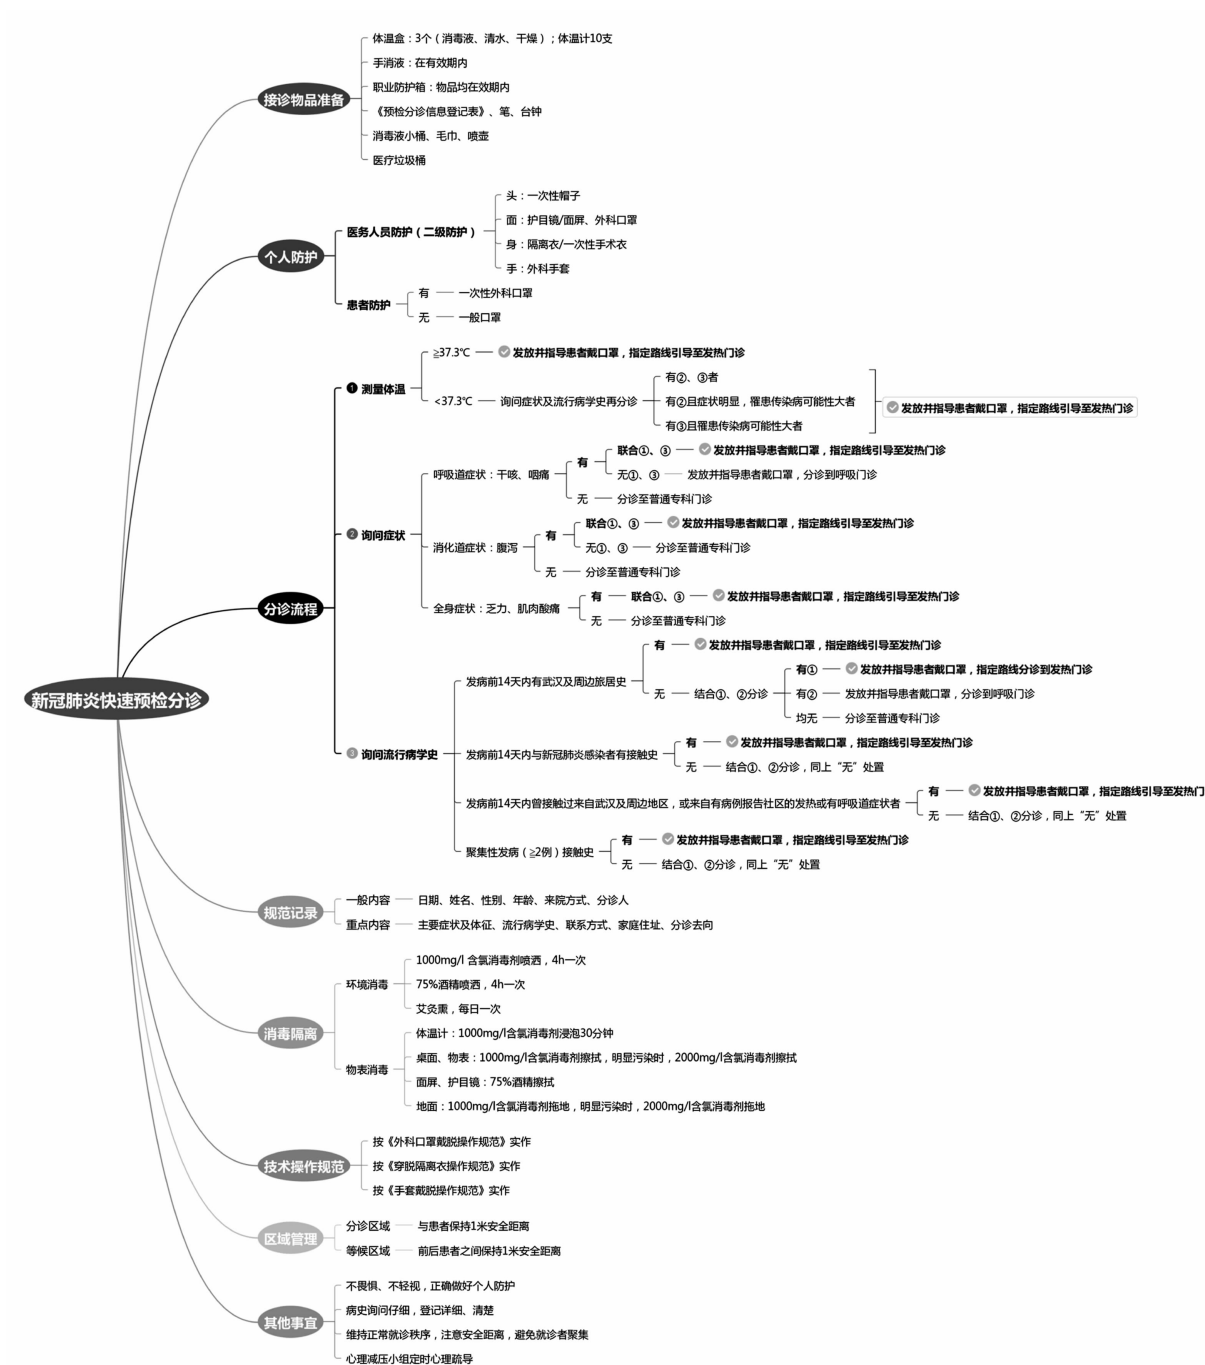 新冠肺炎快速预检分诊
接诊物品准备
体温盒：3个（消毒液、清水、干燥）；体温计10支
手消液：在有效期内
职业防护箱：物品均在效期内
《预检分诊信息登记表》、笔、台钟
消毒液小桶、毛巾、喷壶
医疗垃圾桶
个人防护
医务人员防护（二级防护）
头：一次性帽子
面：护目镜/面屏、外科口罩
身：隔离衣/一次性手术衣
手：外科手套
患者防护
有 一次性外科口罩
无 一般口罩
分诊流程
❶ 测量体温
≧37.3℃ 发放并指导患者戴口罩，指定路线引导至发热门诊
<37.3℃ 询问症状及流行病学史再分诊
有②、③者
有②且症状明显，罹患传染病可能性大者
有③且罹患传染病可能性大者
发放并指导患者戴口罩，指定路线引导至发热门诊
❷ 询问症状
呼吸道症状：干咳、咽痛
有
联合①、③ 发放并指导患者戴口罩，指定路线引导至发热门诊
无①、③ 发放并指导患者戴口罩，分诊到呼吸门诊
无 分诊至普通专科门诊
消化道症状：腹泻
有
联合①、③ 发放并指导患者戴口罩，指定路线引导至发热门诊
无①、③ 分诊至普通专科门诊
无 分诊至普通专科门诊
全身症状：乏力、肌肉酸痛
有 联合①、③ 发放并指导患者戴口罩，指定路线引导至发热门诊
无 分诊至普通专科门诊
❸ 询问流行病学史
发病前14天内有武汉及周边旅居史
有 发放并指导患者戴口罩，指定路线引导至发热门诊
无 结合①、②分诊
有① 发放并指导患者戴口罩，指定路线分诊到发热门诊
有② 发放并指导患者戴口罩，分诊到呼吸门诊
均无 分诊至普通专科门诊
发病前14天内与新冠肺炎感染者有接触史
有 发放并指导患者戴口罩，指定路线引导至发热门诊
无 结合①、②分诊，同上“无”处置
发病前14天内曾接触过来自武汉及周边地区，或来自有病例报告社区的发热或有呼吸道症状者
有 发放并指导患者戴口罩，指定路线引导至发热门
无 结合①、②分诊，同上“无”处置
聚集性发病（≧2例）接触史
有 发放并指导患者戴口罩，指定路线引导至发热门诊
无 结合①、②分诊，同上“无”处置
规范记录
一般内容 日期、姓名、性别、年龄、来院方式、分诊人
重点内容 主要症状及体征、流行病学史、联系方式、家庭住址、分诊去向
消毒隔离
环境消毒
1000mg/l 含氯消毒剂喷洒，4h一次
75%酒精喷洒，4h一次
艾灸熏，每日一次
物表消毒
体温计：1000mg/l含氯消毒剂浸泡30分钟
桌面、物表：1000mg/l含氯消毒剂擦拭，明显污染时，2000mg/l含氯消毒剂擦拭
面屏、护目镜：75%酒精擦拭
地面：1000mg/l含氯消毒剂拖地，明显污染时，2000mg/l含氯消毒剂拖地
技术操作规范
按《外科口罩戴脱操作规范》实作
按《穿脱隔离衣操作规范》实作
按《手套戴脱操作规范》实作
区域管理
分诊区域 与患者保持1米安全距离
等候区域 前后患者之间保持1米安全距离
其他事宜
不畏惧、不轻视，正确做好个人防护
病史询问仔细，登记详细、清楚
维持正常就诊秩序，注意安全距离，避免就诊者聚集
心理减压小组定时心理疏导